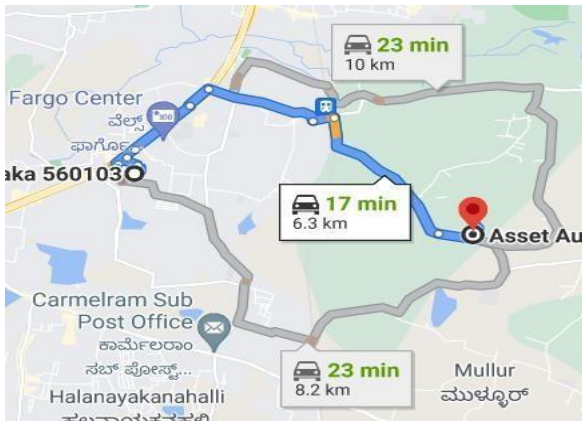 23 min
10 km
Fargo Center
ವೆಲ್ಸ್
ಫಾರ್ಗೊ
aka 560103
17 min
6.3 km
Asset Au
Carmelram Sub
Post Office
ಕಾರ್ಮೆಲರಾಂ
ಸಬ್ ಪೋಸ್ಟ್...
23 min
8.2 km
Mullur
ಮುಳ್ಳೂರ್
Halanayakanahalli